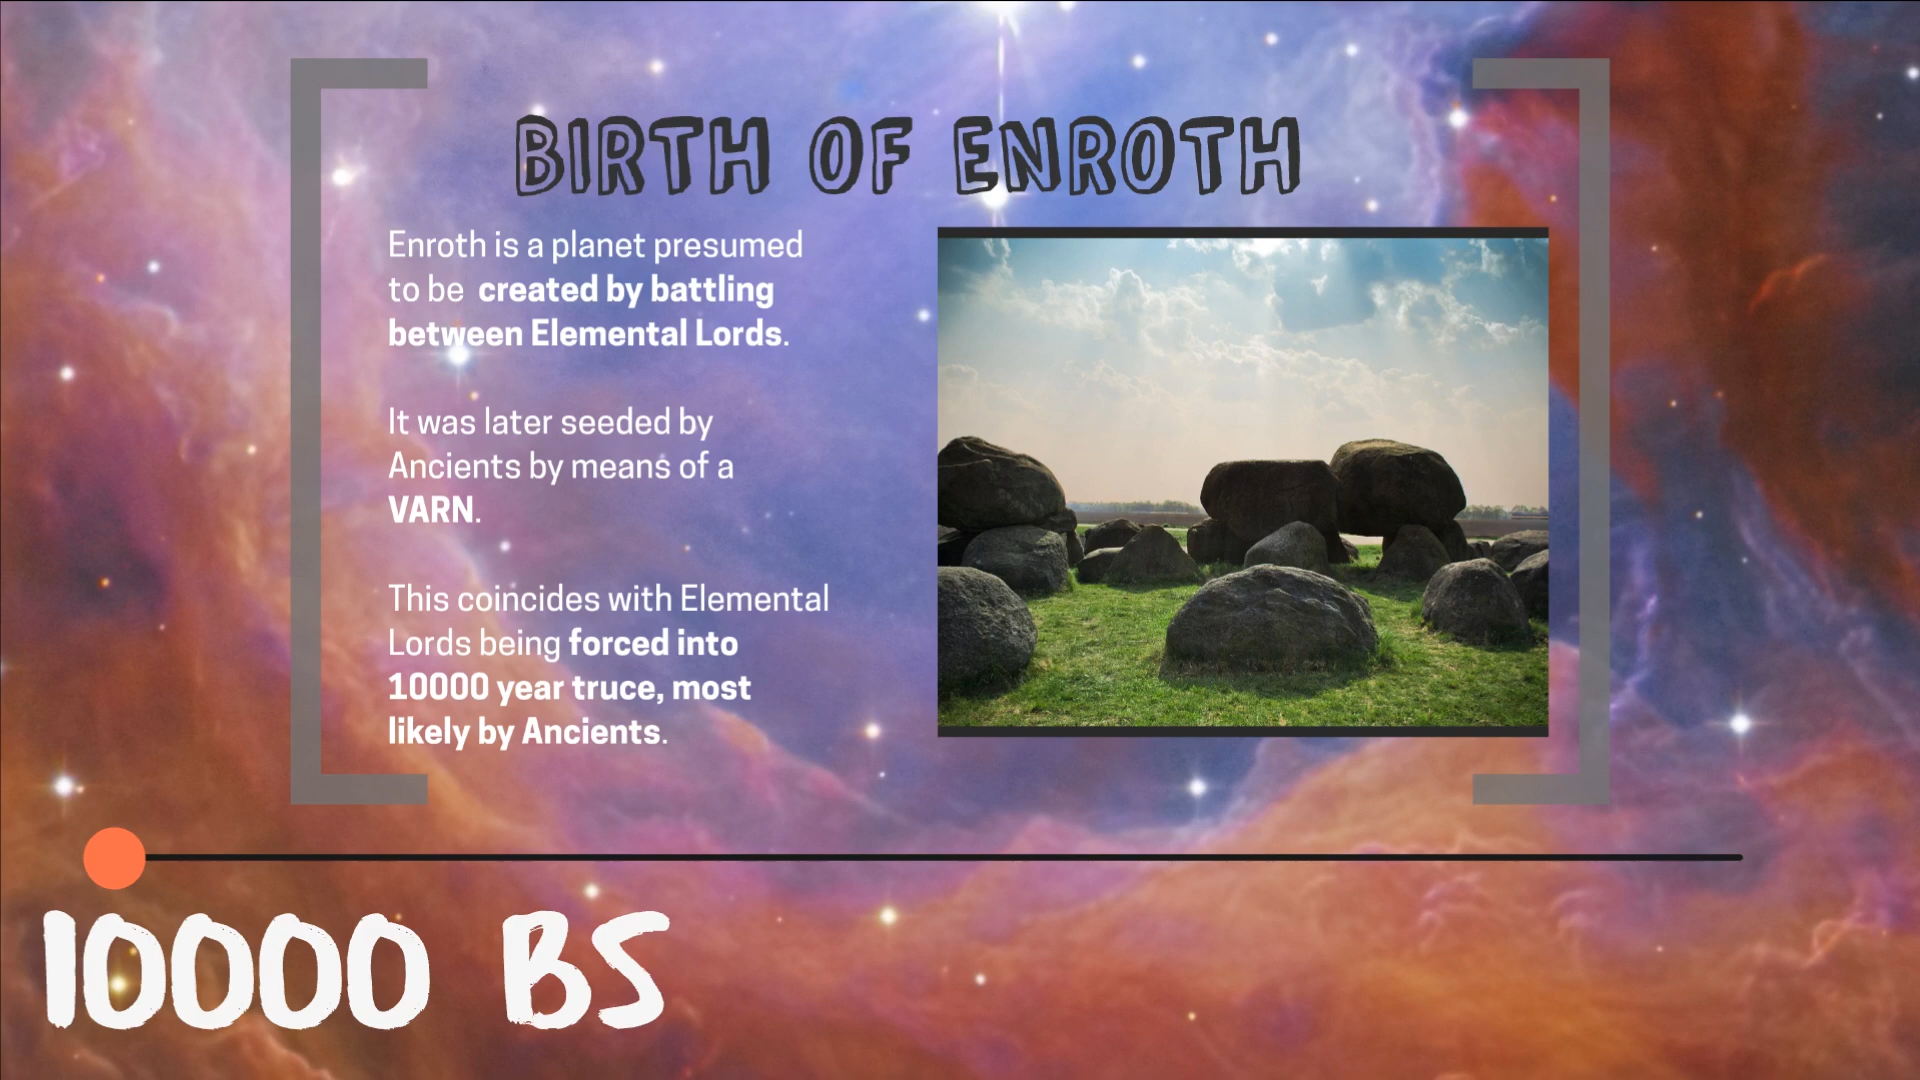 BIRTH OF ENROTH
Enroth is a planet presumed
to be created by battling
between Elemental Lords.
It was later seeded by
Ancients by means of a
VARN.
This coincides with Elemental
Lords being forced into
10000 year truce, most
likely by Ancients.
10000 BS